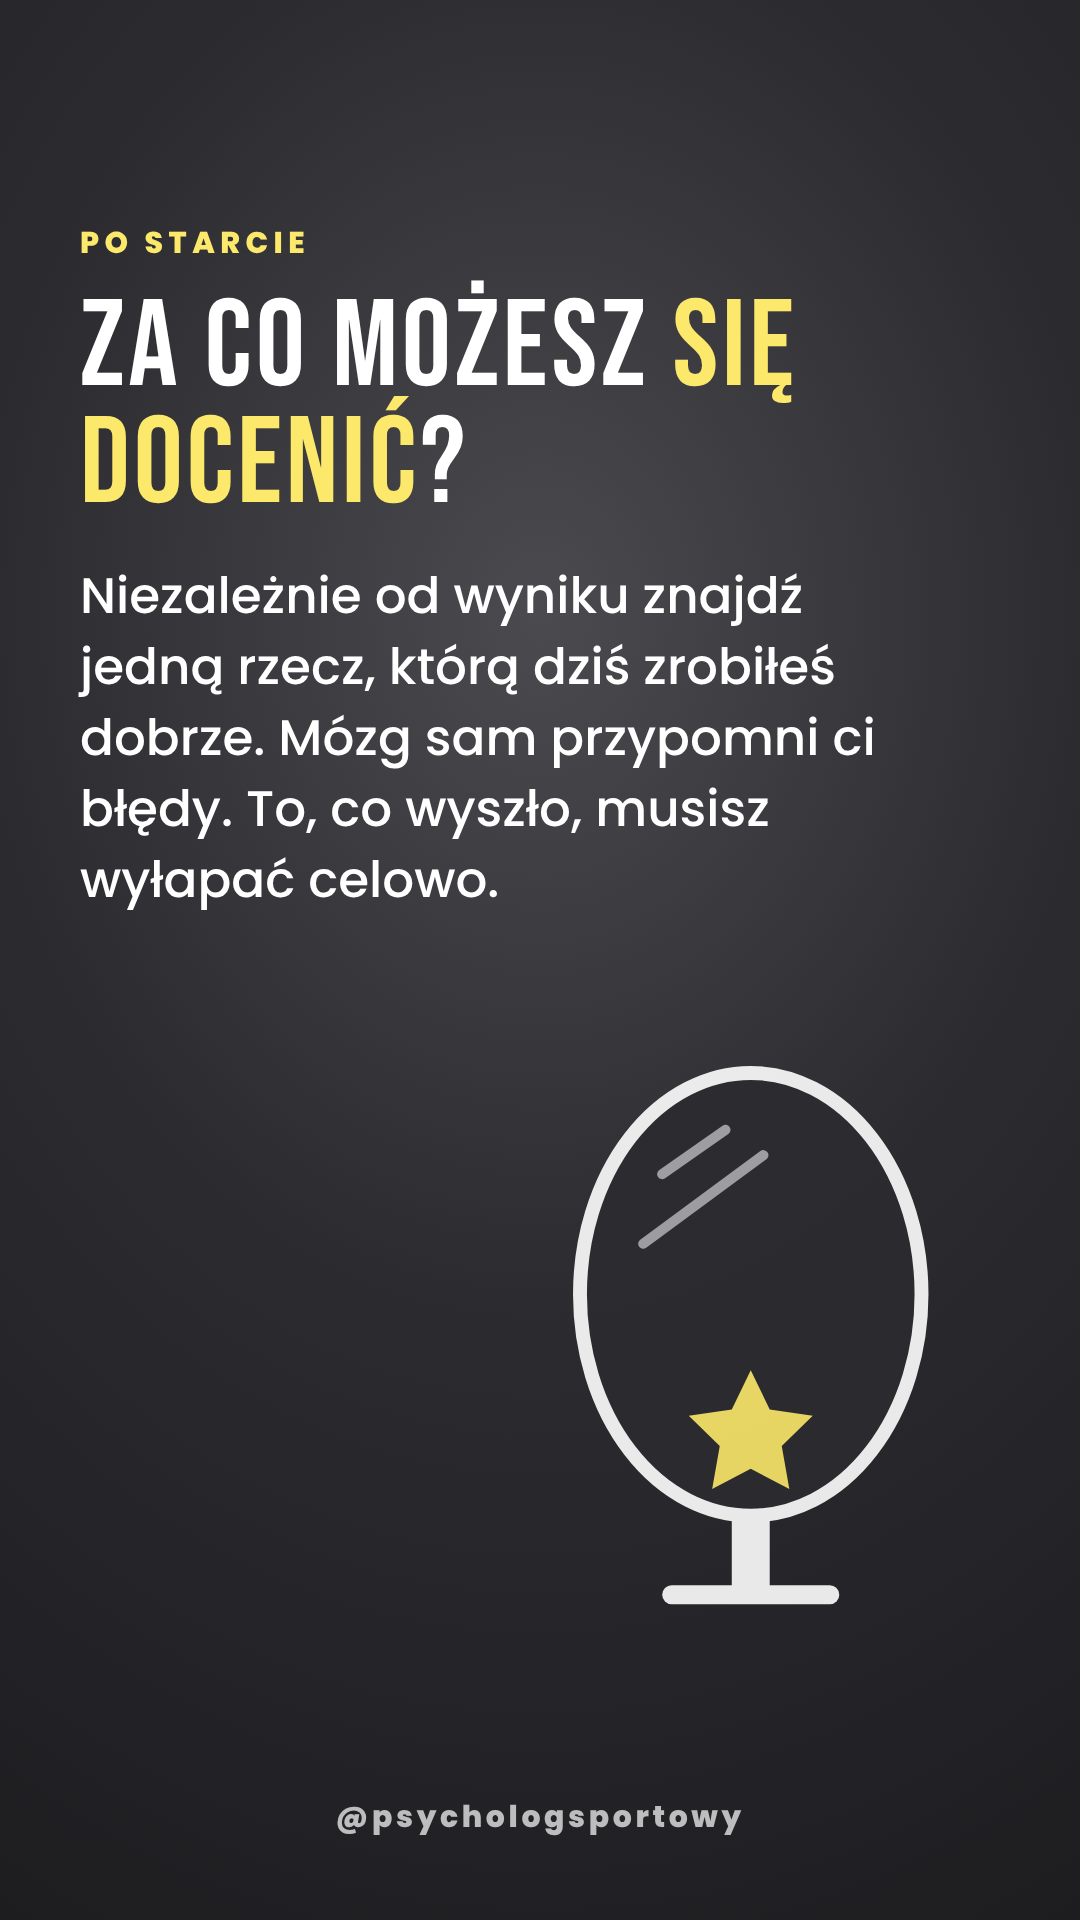 PO STARCIE
ZA CO MOŻESZ SIĘ
DOCENIĆ?
Niezależnie od wyniku znajdź
jedną rzecz, którą dziś zrobiłeś
dobrze. Mózg sam przypomni ci
błędy. To, co wyszło, musisz
wyłapać celowo.
@psychologsportowy